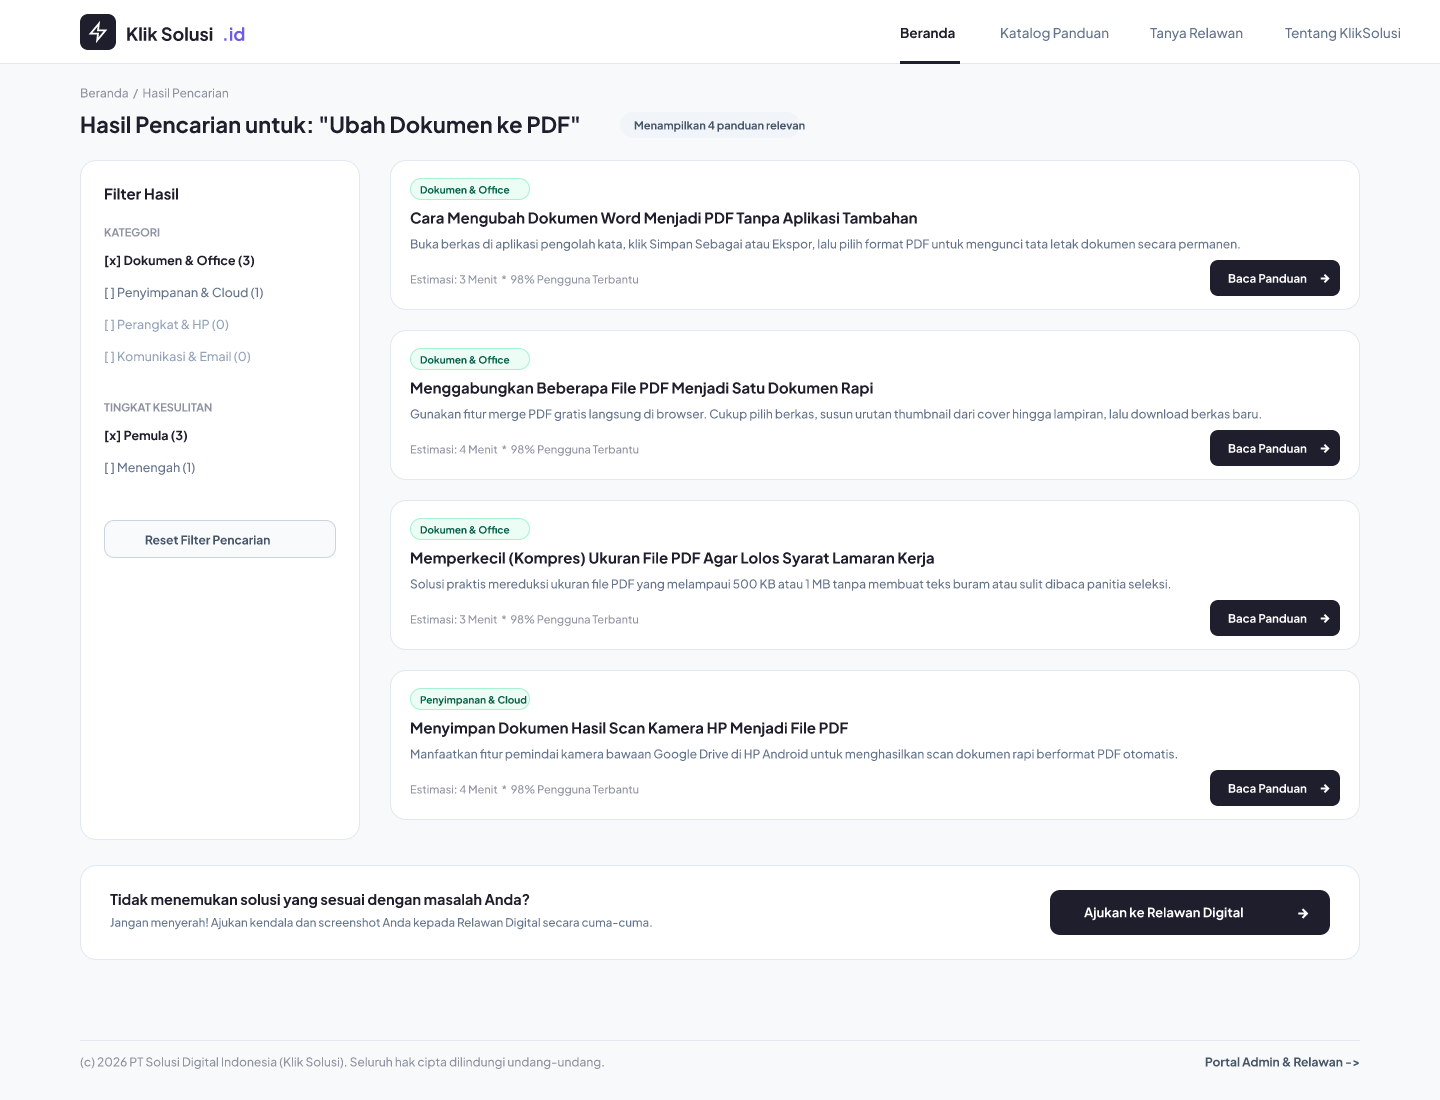 Klik Solusi .id
Beranda
Katalog Panduan
Tanya Relawan
Tentang KlikSolusi
Beranda / Hasil Pencarian
Hasil Pencarian untuk: "Ubah Dokumen ke PDF"
Menampilkan 4 panduan relevan
Filter Hasil
KATEGORI
[x] Dokumen & Office (3)
[ ] Penyimpanan & Cloud (1)
[ ] Perangkat & HP (0)
[ ] Komunikasi & Email (0)
TINGKAT KESULITAN
[x] Pemula (3)
[ ] Menengah (1)
Reset Filter Pencarian
Dokumen & Office
Cara Mengubah Dokumen Word Menjadi PDF Tanpa Aplikasi Tambahan
Buka berkas di aplikasi pengolah kata, klik Simpan Sebagai atau Ekspor, lalu pilih format PDF untuk mengunci tata letak dokumen secara permanen.
Estimasi: 3 Menit * 98% Pengguna Terbantu
Baca Panduan →
Dokumen & Office
Menggabungkan Beberapa File PDF Menjadi Satu Dokumen Rapi
Gunakan fitur merge PDF gratis langsung di browser. Cukup pilih berkas, susun urutan thumbnail dari cover hingga lampiran, lalu download berkas baru.
Estimasi: 4 Menit * 98% Pengguna Terbantu
Baca Panduan →
Dokumen & Office
Memperkecil (Kompres) Ukuran File PDF Agar Lolos Syarat Lamaran Kerja
Solusi praktis mereduksi ukuran file PDF yang melampaui 500 KB atau 1 MB tanpa membuat teks buram atau sulit dibaca panitia seleksi.
Estimasi: 3 Menit * 98% Pengguna Terbantu
Baca Panduan →
Penyimpanan & Cloud
Menyimpan Dokumen Hasil Scan Kamera HP Menjadi File PDF
Manfaatkan fitur pemindai kamera bawaan Google Drive di HP Android untuk menghasilkan scan dokumen rapi berformat PDF otomatis.
Estimasi: 4 Menit * 98% Pengguna Terbantu
Baca Panduan →
Tidak menemukan solusi yang sesuai dengan masalah Anda?
Jangan menyerah! Ajukan kendala dan screenshot Anda kepada Relawan Digital secara cuma-cuma.
Ajukan ke Relawan Digital →
(c) 2026 PT Solusi Digital Indonesia (Klik Solusi). Seluruh hak cipta dilindungi undang-undang.
Portal Admin & Relawan ->